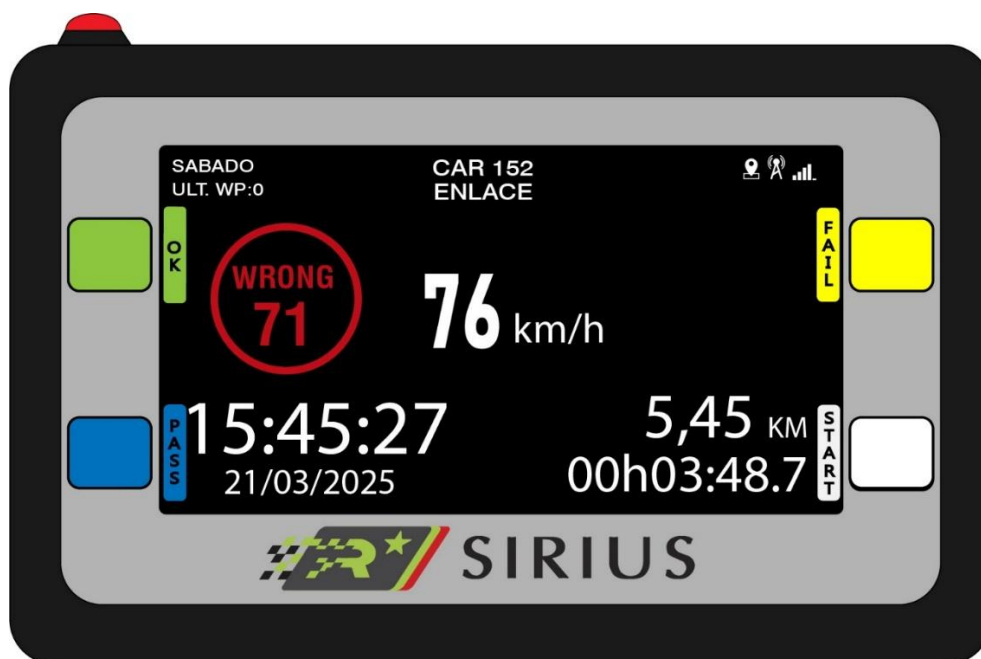 SABADO
ULT. WP:0
CAR 152
ENLACE
OK
WRONG
71
76 km/h
FAIL
PASS
15:45:27
21/03/2025
5,45 KM
00h03:48.7
START
R
SIRIUS